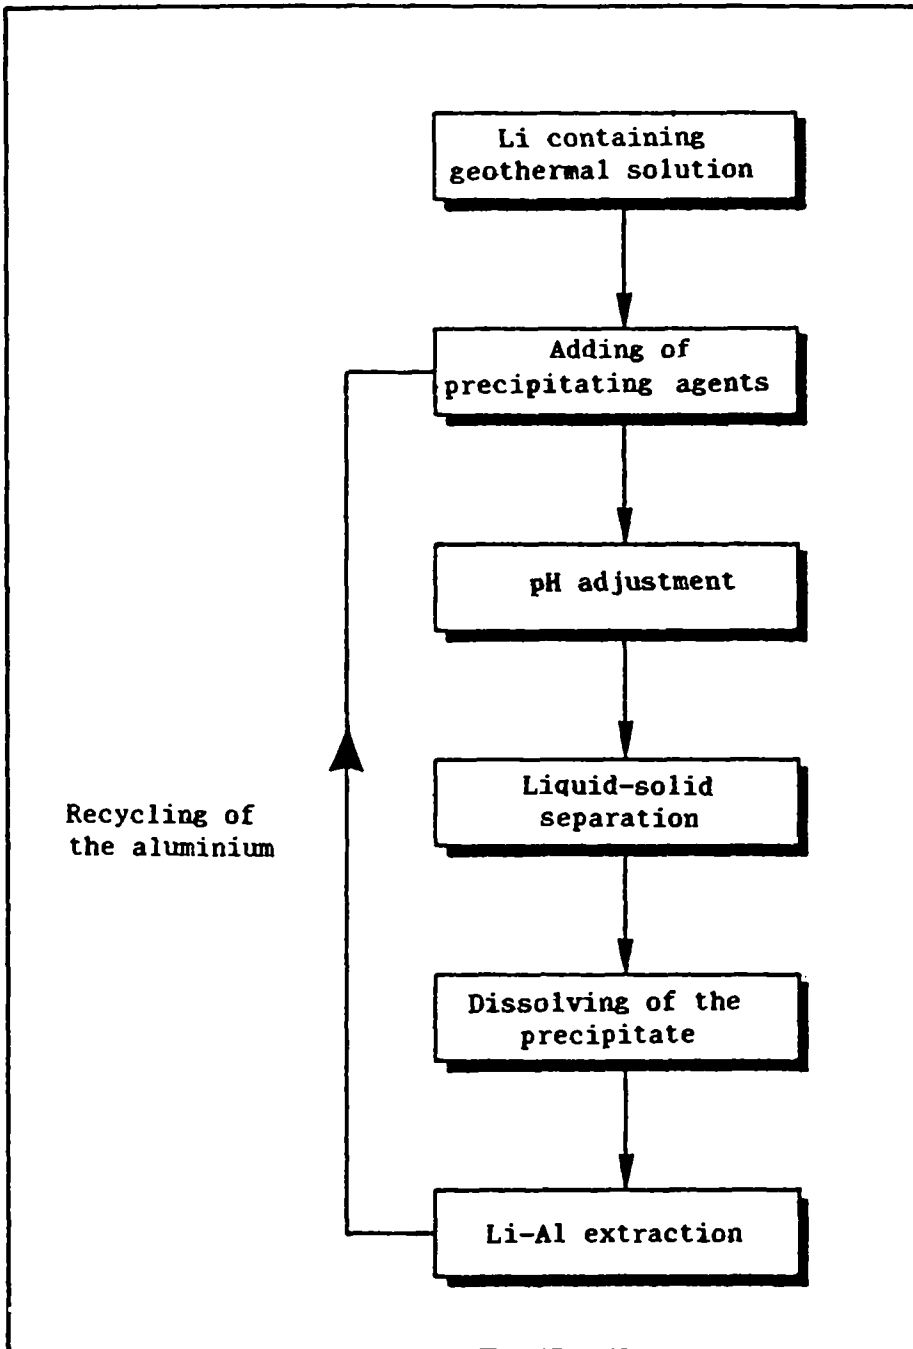 Li containing
geothermal solution
Adding of
precipitating agents
pH adjustment
Liquid-solid
separation
Recycling of
the aluminium
Dissolving of the
precipitate
Li-Al extraction